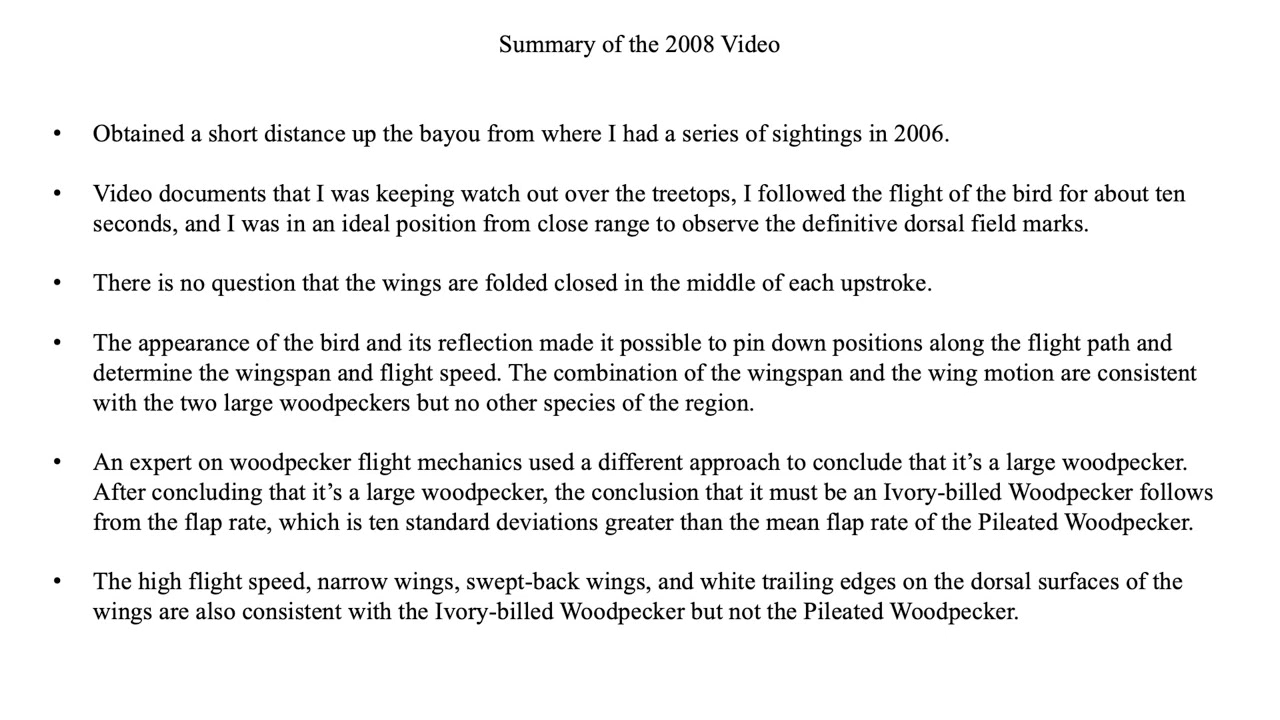 Summary of the 2008 Video
• Obtained a short distance up the bayou from where I had a series of sightings in 2006.
• Video documents that I was keeping watch out over the treetops, I followed the flight of the bird for about ten
seconds, and I was in an ideal position from close range to observe the definitive dorsal field marks.
• There is no question that the wings are folded closed in the middle of each upstroke.
• The appearance of the bird and its reflection made it possible to pin down positions along the flight path and
determine the wingspan and flight speed. The combination of the wingspan and the wing motion are consistent
with the two large woodpeckers but no other species of the region.
• An expert on woodpecker flight mechanics used a different approach to conclude that it’s a large woodpecker.
After concluding that it’s a large woodpecker, the conclusion that it must be an Ivory-billed Woodpecker follows
from the flap rate, which is ten standard deviations greater than the mean flap rate of the Pileated Woodpecker.
• The high flight speed, narrow wings, swept-back wings, and white trailing edges on the dorsal surfaces of the
wings are also consistent with the Ivory-billed Woodpecker but not the Pileated Woodpecker.